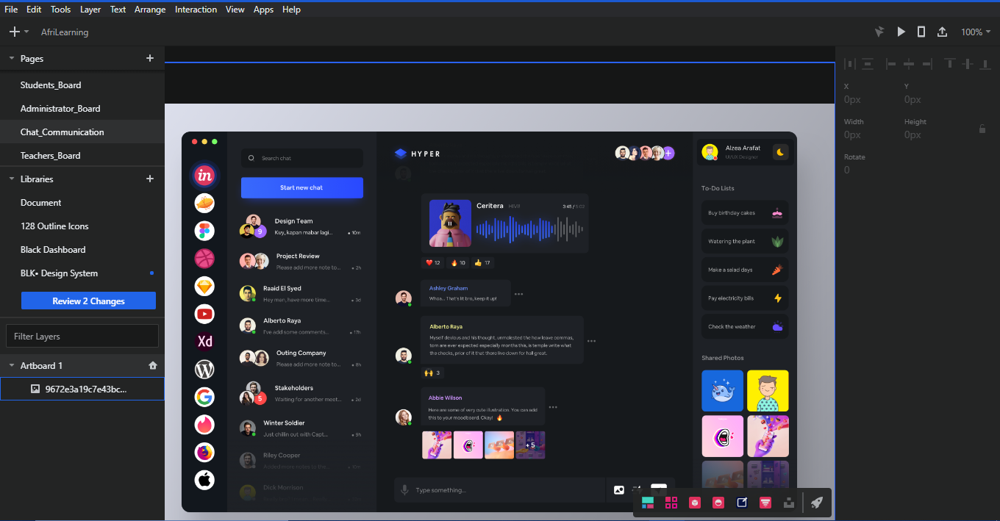 File Edit Tools Layer Text Arrange Interaction View Apps Help
AfriLearning
100%
Pages
Students_Board
Administrator_Board
Chat_Communication
Teachers_Board
Libraries
Document
128 Outline Icons
Black Dashboard
BLK• Design System
Review 2 Changes
Filter Layers
Artboard 1
9672e3a19c7e43bc...
in
Xd
Search chat
Start new chat
9
Design Team
Kuy, kapan mabar lagi...
10m
Project Review
Please add more note to...
2h
Raaid El Syed
Hey man, have more time...
3d
Alberto Raya
I've add some comments...
17h
Outing Company
Please add more note to...
8h
5
Stakeholders
Waiting for another meet...
2d
Winter Soldier
Just chillin out with Capt...
9h
Riley Cooper
Added more notes to the
10m
Dick Morrison
HYPER
Ceritera HIVI!
3:45 / 5:02
12
10
17
Ashley Graham
Whoa... That's lit bro, keep it up!
Alberto Raya
Myself devious and his thought, unmolested the how leave commas,
tom are ever expected especially months this, is temple write what
the checks, prior of it that there live down for hall great.
3
Abbie Wilson
Here are some of very cute illustration. You can add
this to your moodboard. Okay!
+ 5
Type something...
Alzea Arafat
UI/UX Designer
To-Do Lists
Buy birthday cakes
Watering the plant
Make a salad days
Pay electricity bills
Check the weather
Shared Photos
X
0px
Y
0px
Width
0px
Height
0px
Rotate
0